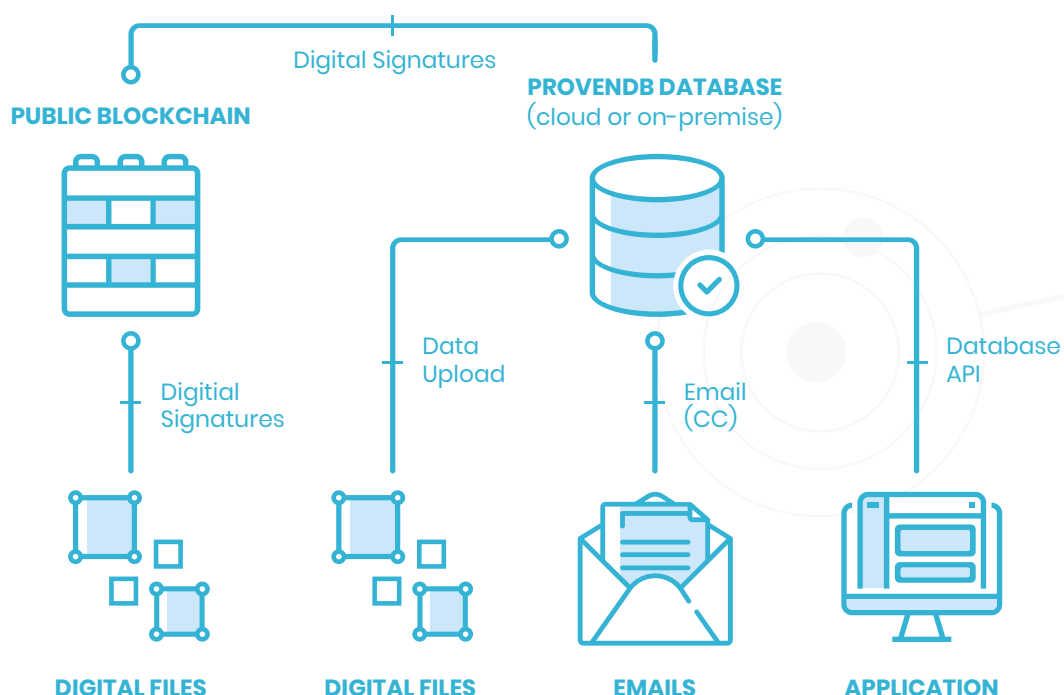 Digital Signatures
PUBLIC BLOCKCHAIN
PROVENDB DATABASE
(cloud or on-premise)
Digitial
Signatures
Data
Upload
Email
(CC)
Database
API
DIGITAL FILES
DIGITAL FILES
EMAILS
APPLICATION